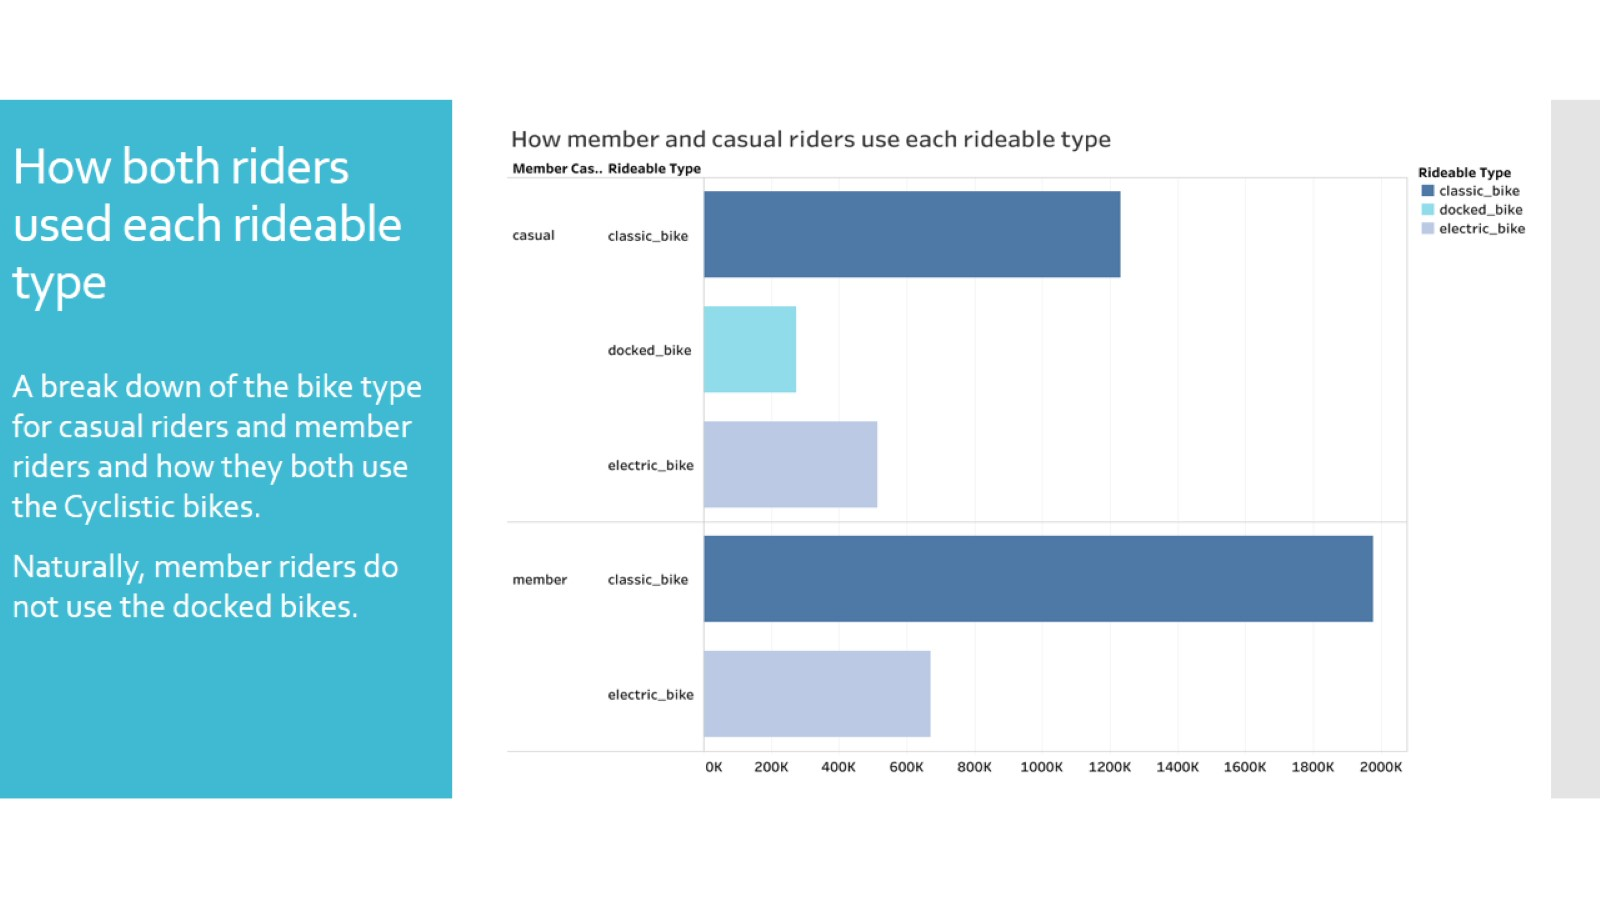 How both riders
used each rideable
type
A break down of the bike type
for casual riders and member
riders and how they both use
the Cyclistic bikes.
Naturally, member riders do
not use the docked bikes.
How member and casual riders use each rideable type
Member Cas.. Rideable Type
casual classic_bike
docked_bike
electric_bike
member classic_bike
electric_bike
0K 200K 400K 600K 800K 1000K 1200K 1400K 1600K 1800K 2000K
Rideable Type
classic_bike
docked_bike
electric_bike